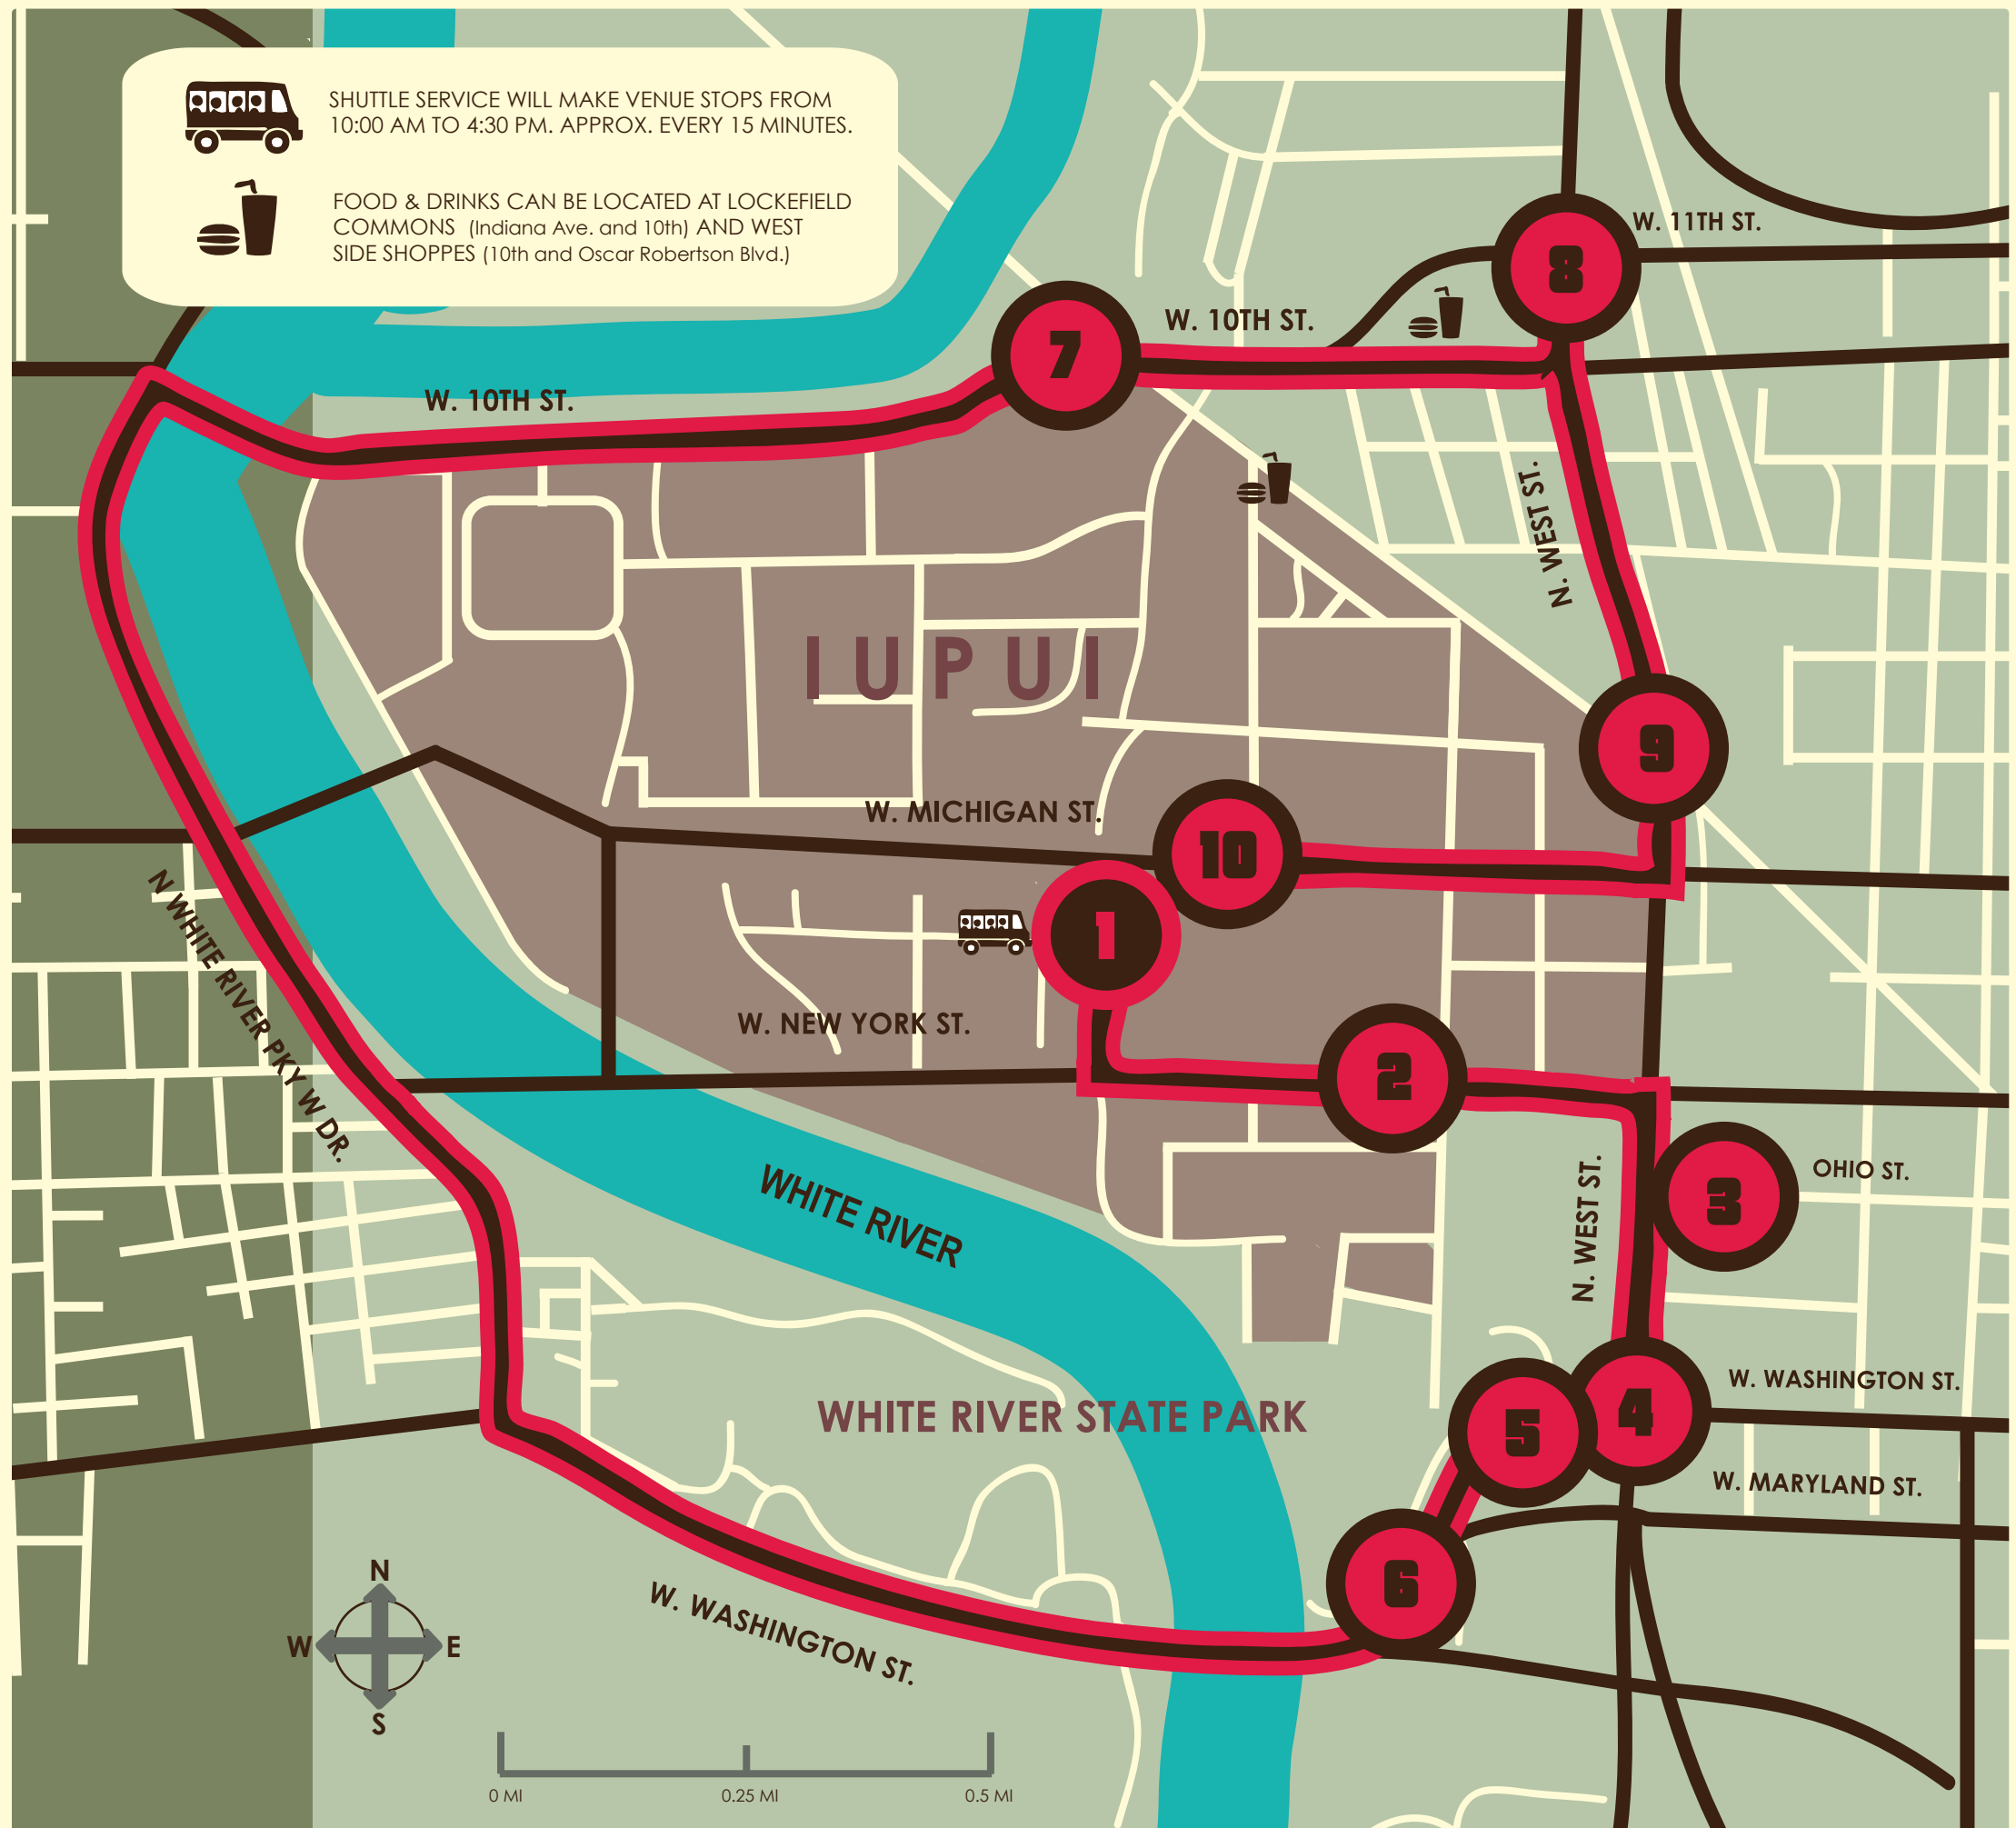 SHUTTLE SERVICE WILL MAKE VENUE STOPS FROM
10:00 AM TO 4:30 PM. APPROX. EVERY 15 MINUTES.
FOOD & DRINKS CAN BE LOCATED AT LOCKEFIELD
COMMONS (Indiana Ave. and 10th) AND WEST
SIDE SHOPPES (10th and Oscar Robertson Blvd.)
W. 11TH ST.
8
W. 10TH ST.
7
W. 10TH ST.
N. WEST ST.
IUPUI
9
W. MICHIGAN ST.
10
1
N WHITE RIVER PKY W DR.
W. NEW YORK ST.
2
OHIO ST.
3
WHITE RIVER
N. WEST ST.
W. WASHINGTON ST.
WHITE RIVER STATE PARK
4
5
W. MARYLAND ST.
6
N
W
E
S
W. WASHINGTON ST.
0 MI
0.25 MI
0.5 MI